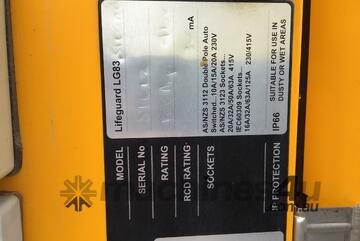 MODEL Lifeguard LG83
SERIAL No
RATING
RCD RATING mA
SOCKETS AS/NZS 3112 Double Pole Auto
Switched..10A/15A/20A 230V
AS/NZS 3123 Sockets...
20A/32A/50A/63A 415V
IEC60309 Sockets...
16A/32A/63A/125A 230/415V
IP PROTECTION IP66 SUITABLE FOR USE IN
DUSTY OR WET AREAS
machines4u